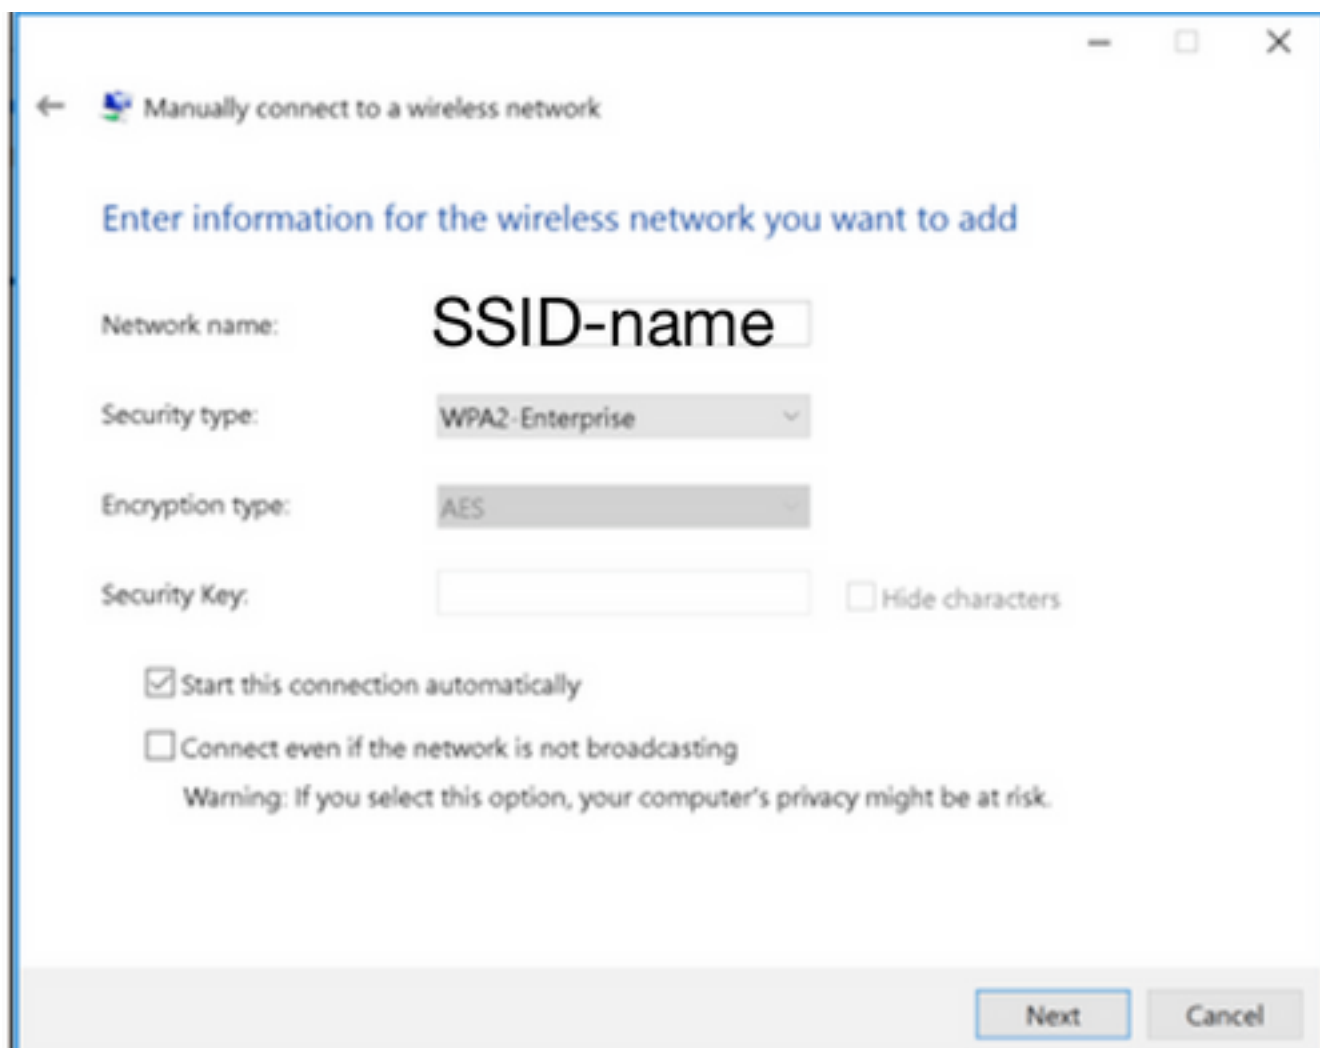 Manually connect to a wireless network
Enter information for the wireless network you want to add
Network name: SSID-name
Security type: WPA2-Enterprise
Encryption type: AES
Security Key: Hide characters
Start this connection automatically
Connect even if the network is not broadcasting
Warning: If you select this option, your computer's privacy might be at risk.
Next Cancel